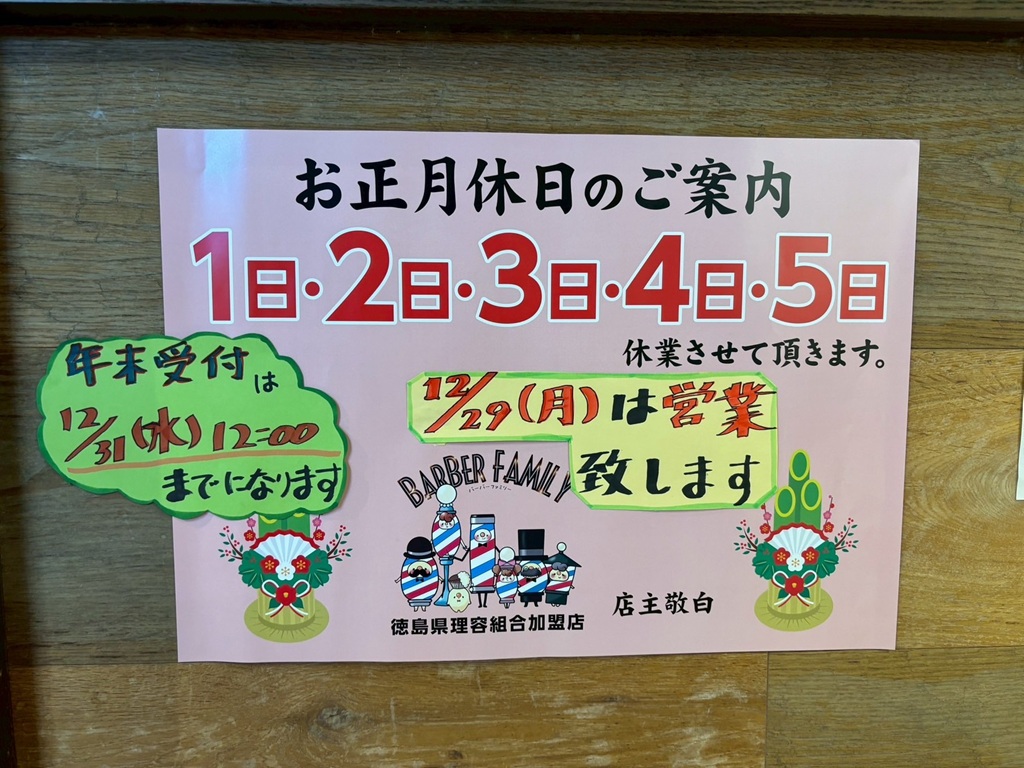 お正月休日のご案内
1日・2日・3日・4日・5日
休業させて頂きます。
年末受付は
12/31(水) 12:00
までになります
12/29(月)は営業
致します
BARBER FAMILY
バーバーファミリー
徳島県理容組合加盟店
店主敬白